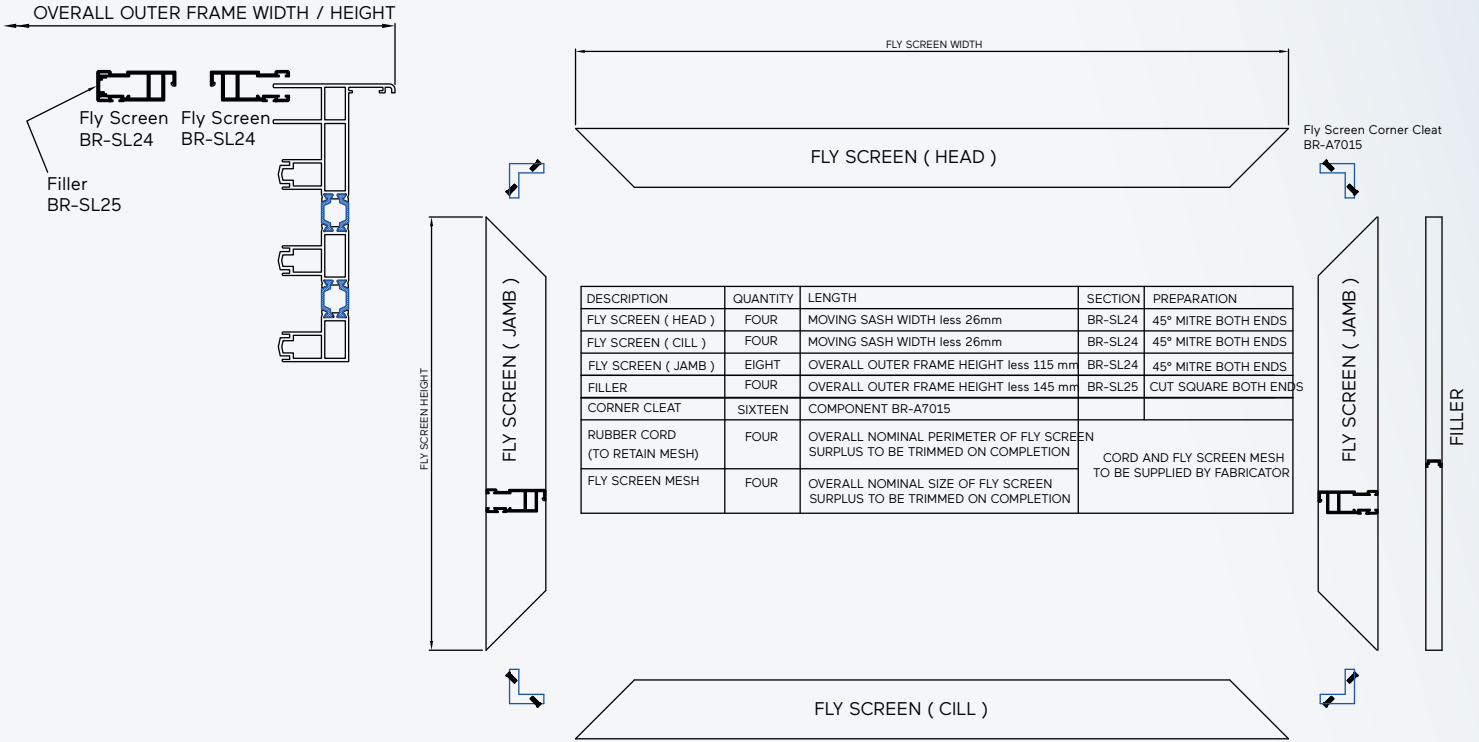 OVERALL OUTER FRAME WIDTH / HEIGHT
Fly Screen
BR-SL24
Fly Screen
BR-SL24
Filler
BR-SL25
FLY SCREEN WIDTH
FLY SCREEN ( HEAD )
Fly Screen Corner Cleat
BR-A7015
FLY SCREEN HEIGHT
FLY SCREEN ( JAMB )
DESCRIPTION QUANTITY LENGTH SECTION PREPARATION
FLY SCREEN ( HEAD ) FOUR MOVING SASH WIDTH less 26mm BR-SL24 45° MITRE BOTH ENDS
FLY SCREEN ( CILL ) FOUR MOVING SASH WIDTH less 26mm BR-SL24 45° MITRE BOTH ENDS
FLY SCREEN ( JAMB ) EIGHT OVERALL OUTER FRAME HEIGHT less 115 mm BR-SL24 45° MITRE BOTH ENDS
FILLER FOUR OVERALL OUTER FRAME HEIGHT less 145 mm BR-SL25 CUT SQUARE BOTH ENDS
CORNER CLEAT SIXTEEN COMPONENT BR-A7015
RUBBER CORD FOUR OVERALL NOMINAL PERIMETER OF FLY SCREEN
(TO RETAIN MESH) SURPLUS TO BE TRIMMED ON COMPLETION
FLY SCREEN MESH FOUR OVERALL NOMINAL SIZE OF FLY SCREEN
SURPLUS TO BE TRIMMED ON COMPLETION
CORD AND FLY SCREEN MESH
TO BE SUPPLIED BY FABRICATOR
FLY SCREEN ( JAMB )
FILLER
FLY SCREEN ( CILL )